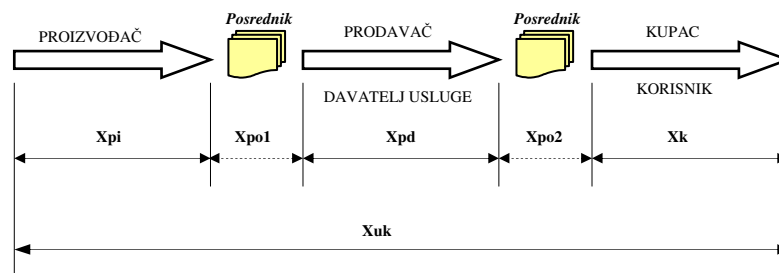 Posrednik
Posrednik
PROIZVOĐAČ
PRODAVAČ
KUPAC
DAVATELJ USLUGE
KORISNIK
Xpi
Xpo1
Xpd
Xpo2
Xk
Xuk